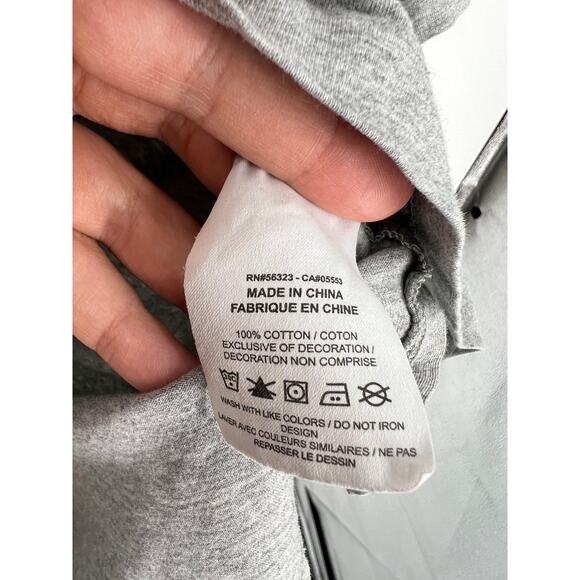 RN#56323 - CA#05553
MADE IN CHINA
FABRIQUE EN CHINE
100% COTTON / COTON
EXCLUSIVE OF DECORATION /
DECORATION NON COMPRISE
WASH WITH LIKE COLORS / DO NOT IRON
DESIGN
LAVER AVEC COULEURS SIMILAIRES / NE PAS
REPASSER LE DESSIN